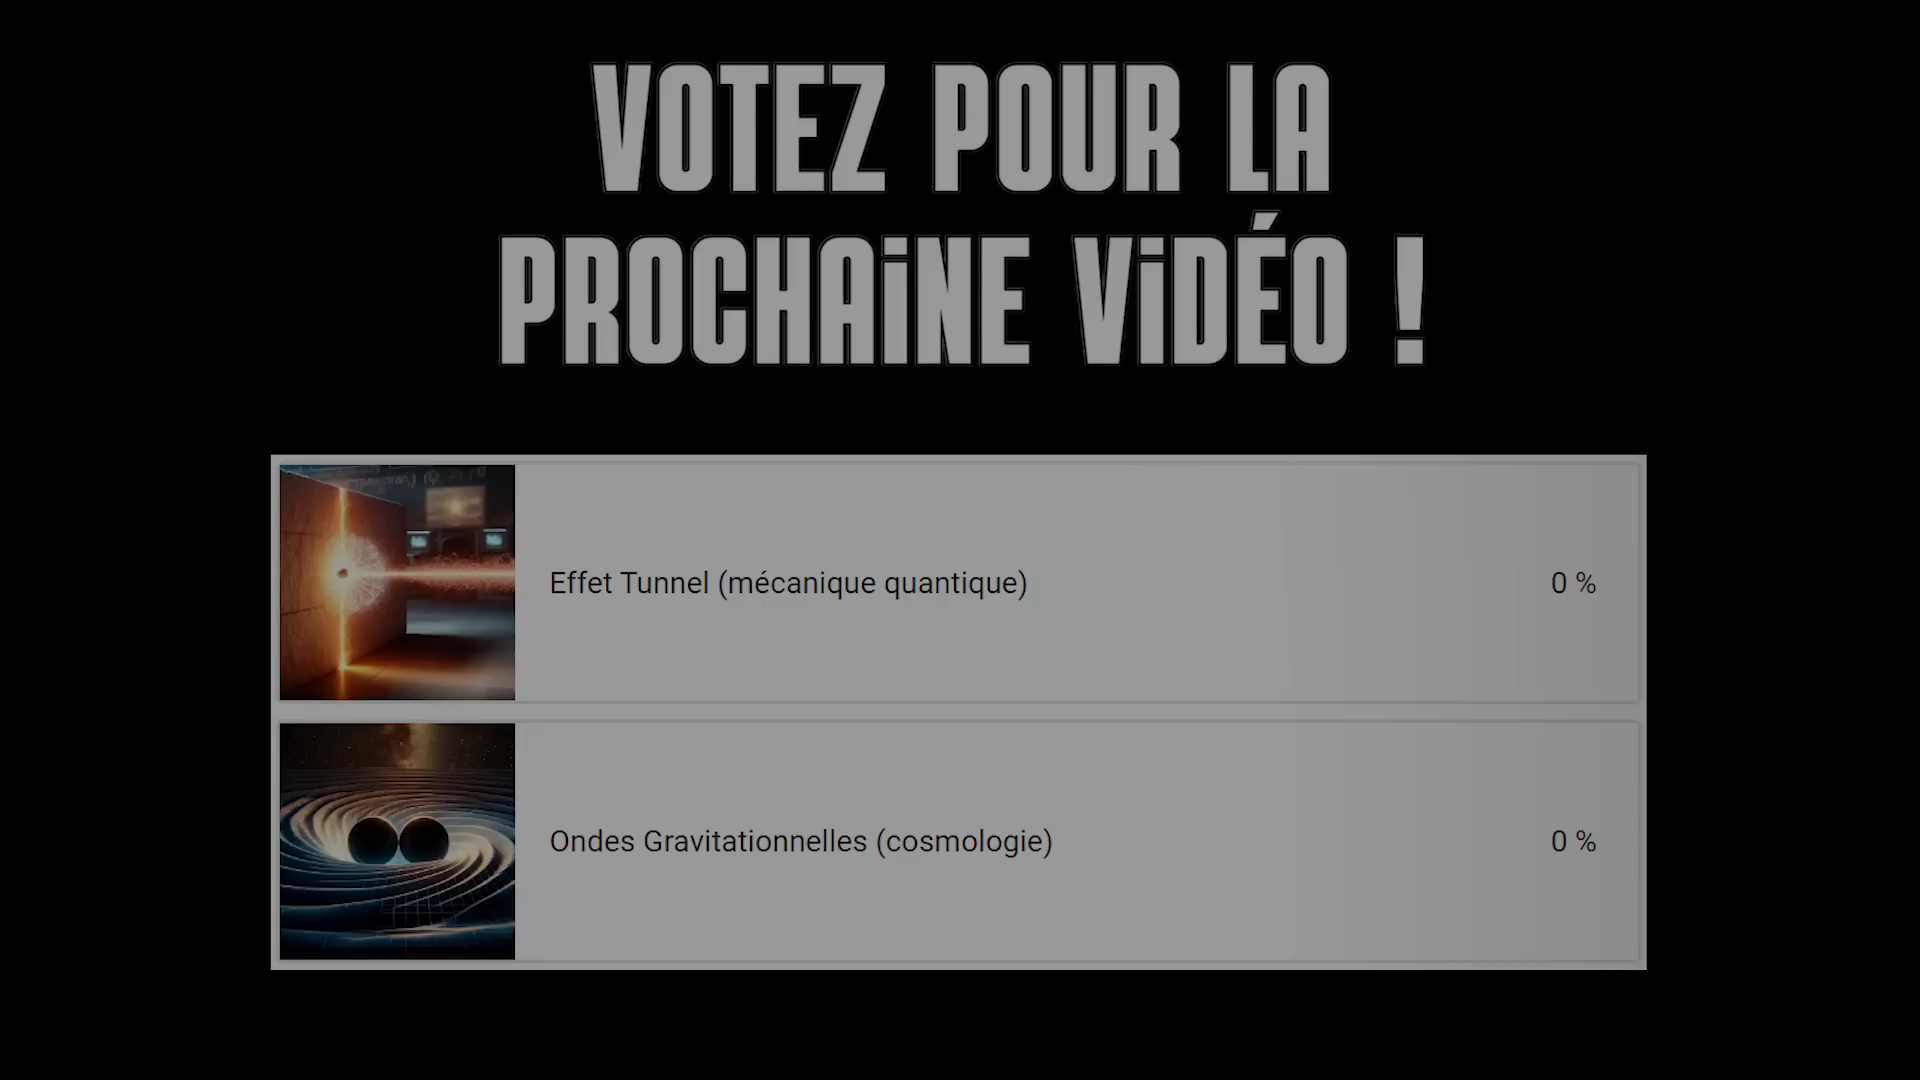 VOTEZ POUR LA
PROCHAiNE ViDÉO !
Effet Tunnel (mécanique quantique) 0 %
Ondes Gravitationnelles (cosmologie) 0 %